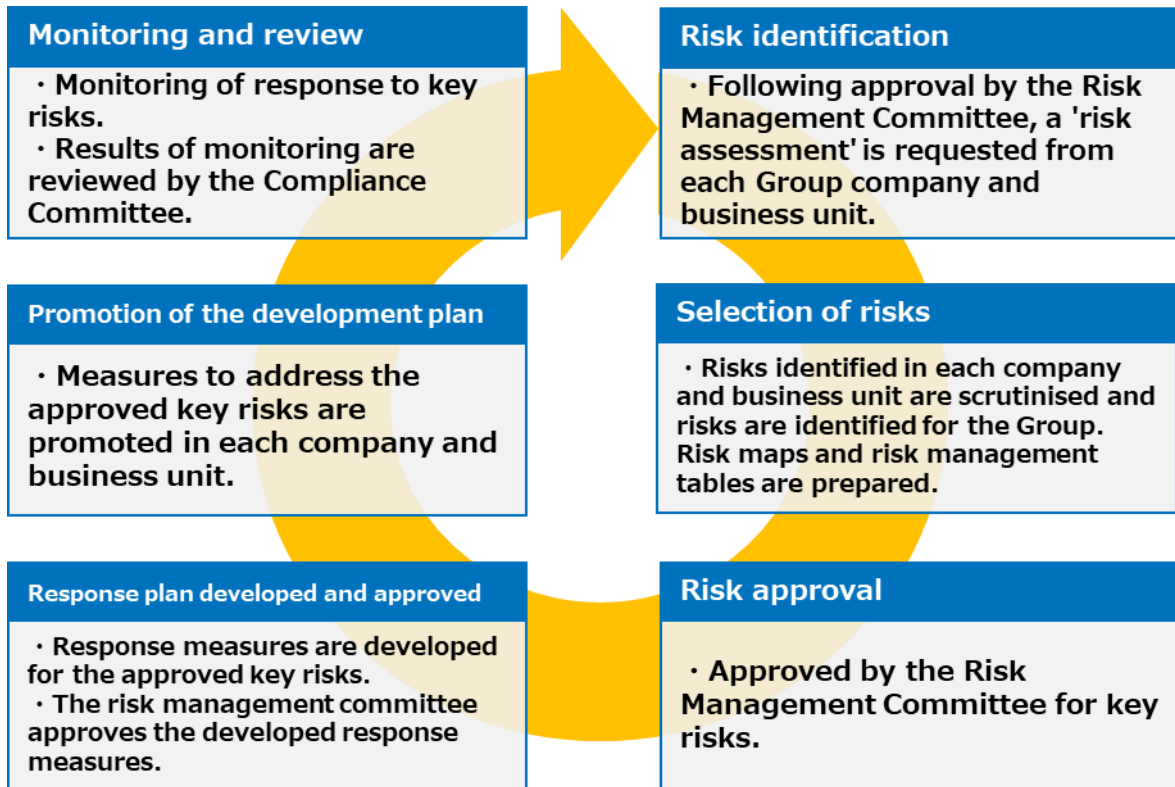 Monitoring and review
・Monitoring of response to key
risks.
・Results of monitoring are
reviewed by the Compliance
Committee.
Risk identification
・Following approval by the Risk
Management Committee, a 'risk
assessment' is requested from
each Group company and
business unit.
Promotion of the development plan
・Measures to address the
approved key risks are
promoted in each company and
business unit.
Selection of risks
・Risks identified in each company
and business unit are scrutinised and
risks are identified for the Group.
Risk maps and risk management
tables are prepared.
Response plan developed and approved
・Response measures are developed
for the approved key risks.
・The risk management committee
approves the developed response
measures.
Risk approval
・Approved by the Risk
Management Committee for key
risks.